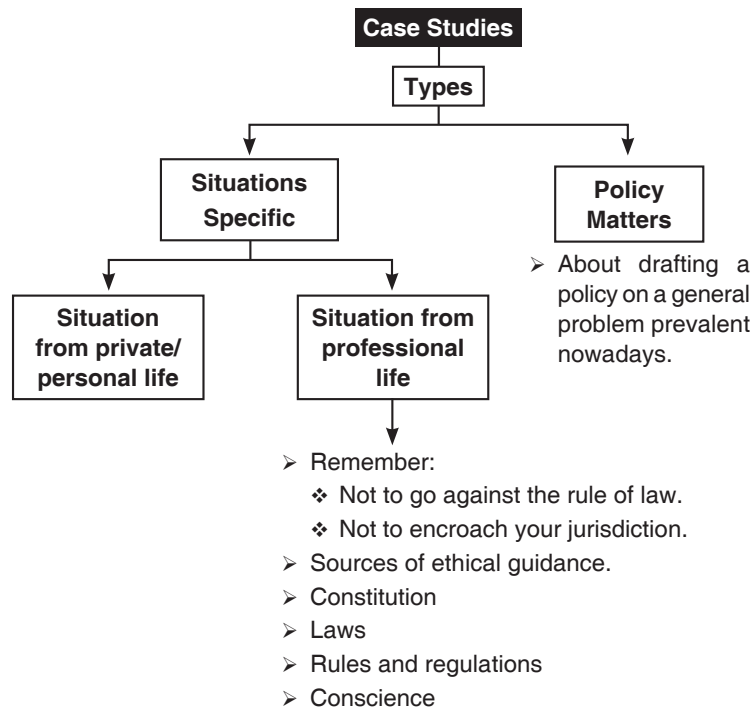 Case Studies
Types
Situations
Specific
Policy
Matters
➢ About drafting a
policy on a general
problem prevalent
nowadays.
Situation
from private/
personal life
Situation from
professional
life
➢ Remember:
❖ Not to go against the rule of law.
❖ Not to encroach your jurisdiction.
➢ Sources of ethical guidance.
➢ Constitution
➢ Laws
➢ Rules and regulations
➢ Conscience